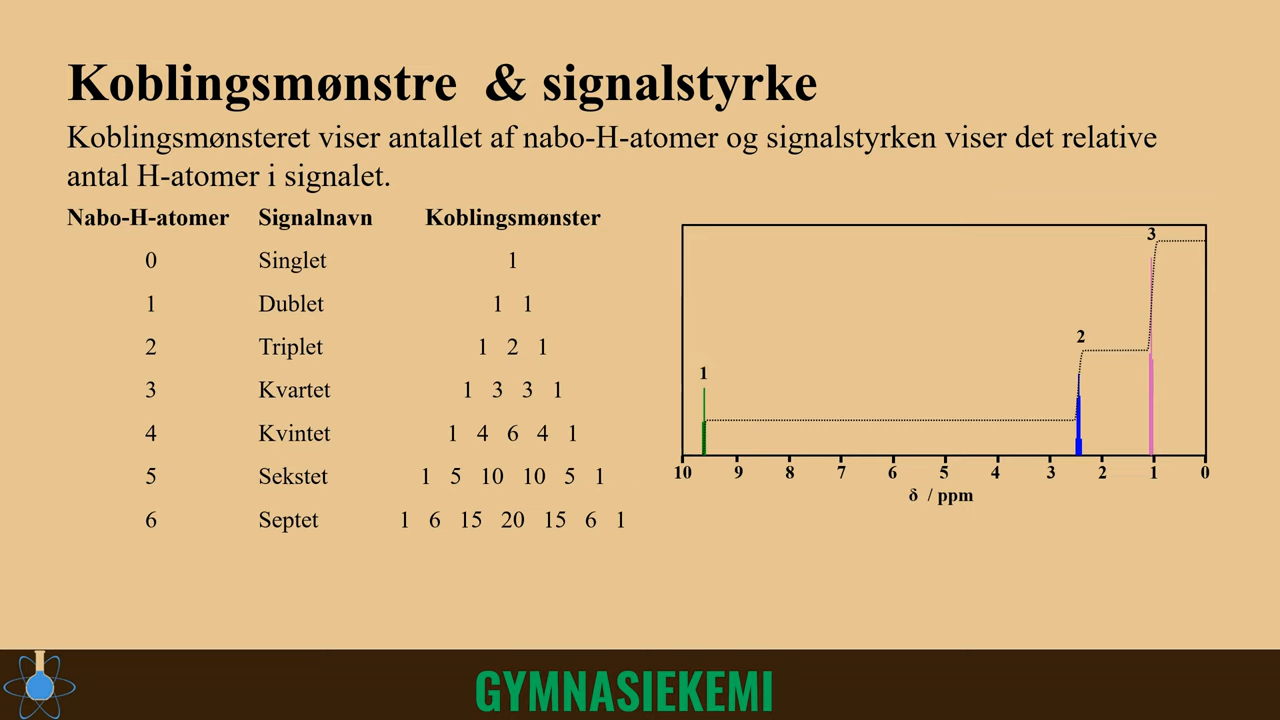 Koblingsmønstre & signalstyrke
Koblingsmønsteret viser antallet af nabo-H-atomer og signalstyrken viser det relative
antal H-atomer i signalet.
Nabo-H-atomer Signalnavn Koblingsmønster
0 Singlet 1
1 Dublet 1 1
2 Triplet 1 2 1
3 Kvartet 1 3 3 1
4 Kvintet 1 4 6 4 1
5 Sekstet 1 5 10 10 5 1
6 Septet 1 6 15 20 15 6 1
3
2
1
10 9 8 7 6 5 4 3 2 1 0
δ / ppm
GYMNASIEKEMI